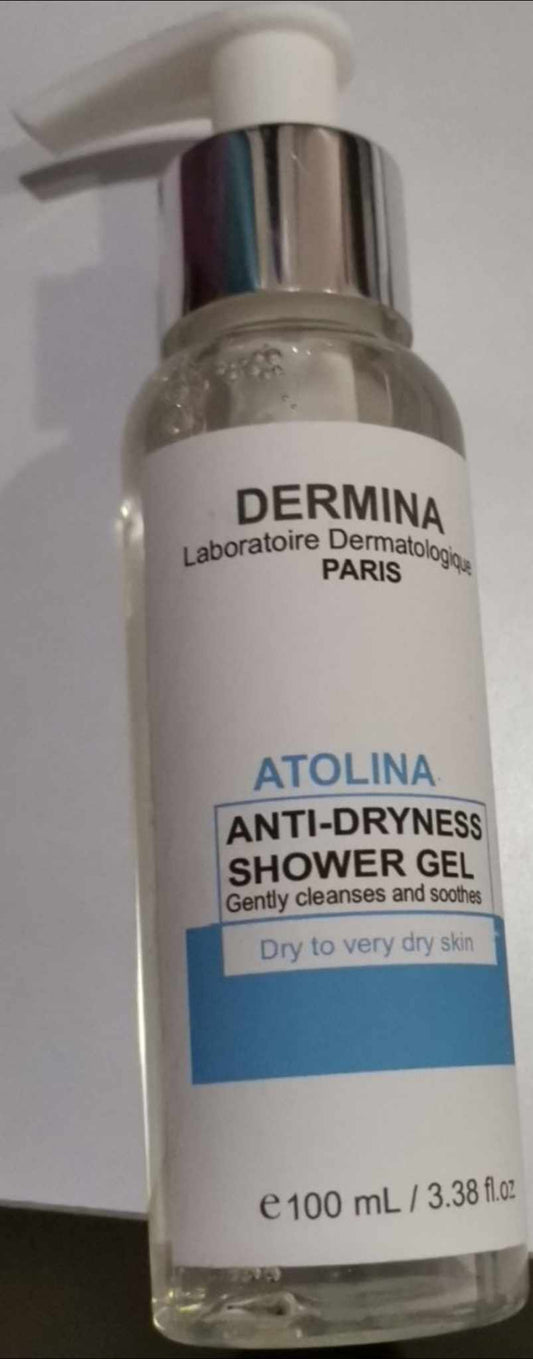 DERMINA
Laboratoire Dermatologique
PARIS
ATOLINA
ANTI-DRYNESS
SHOWER GEL
Gently cleanses and soothes
Dry to very dry skin
℮100 mL / 3.38 fl.oz